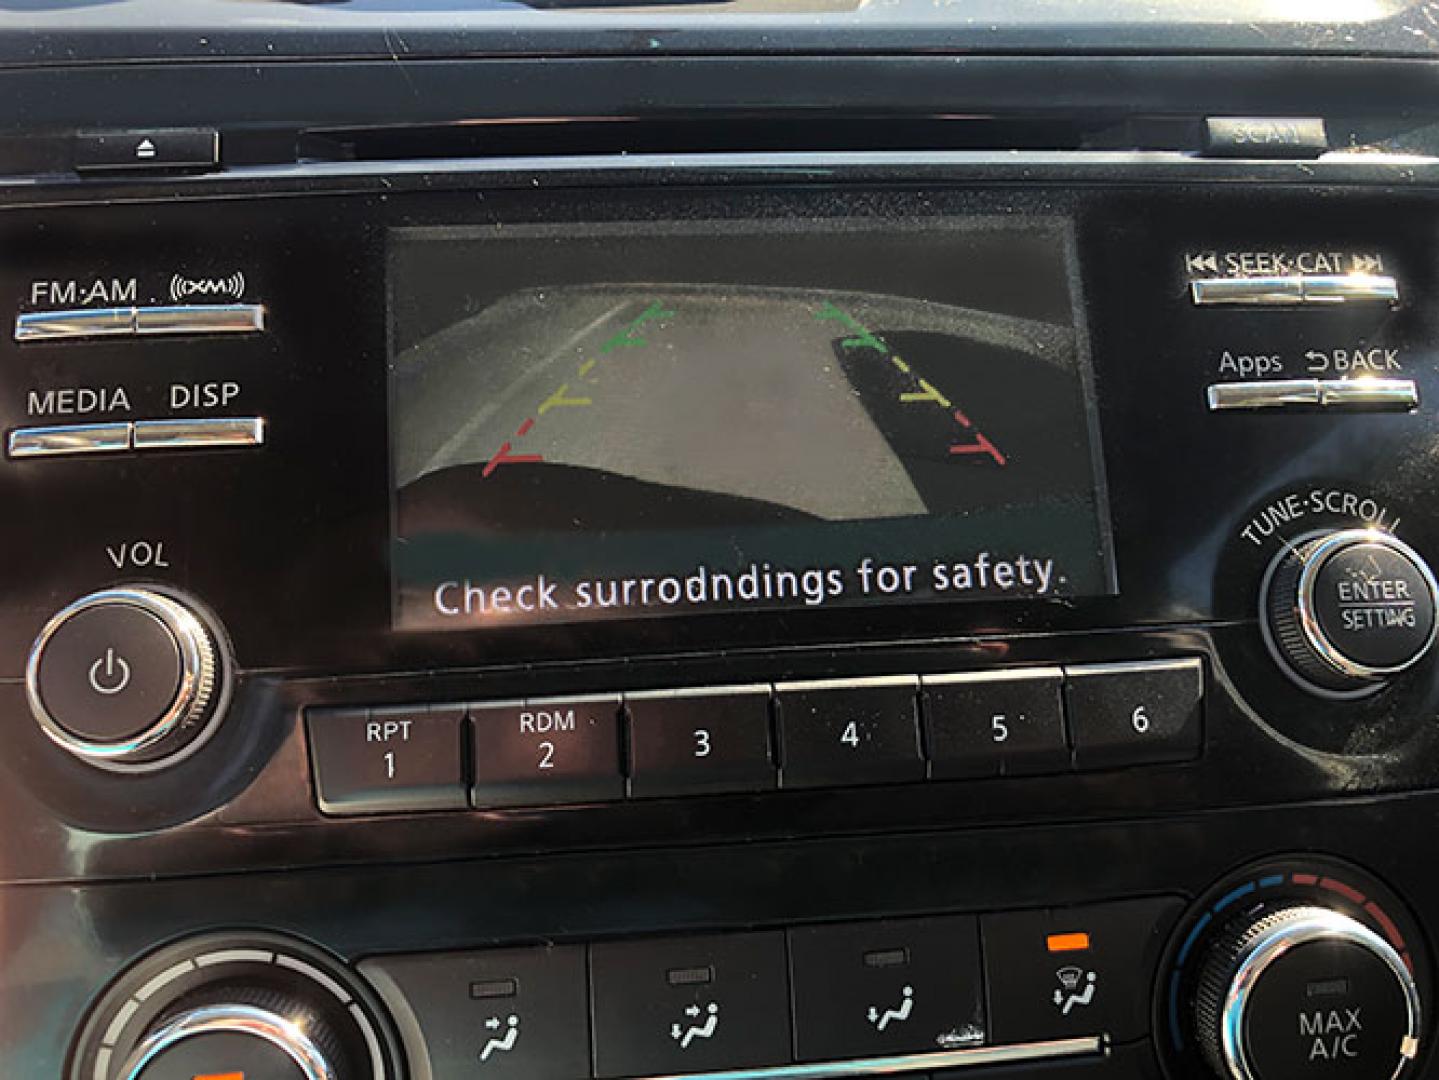 SCAN
FM·AM XM
SEEK·CAT
MEDIA DISP
Apps BACK
VOL
TUNE·SCROLL
ENTER
SETTING
Check surrodndings for safety.
RPT
1
RDM
2
3
4
5
6
MAX
A/C